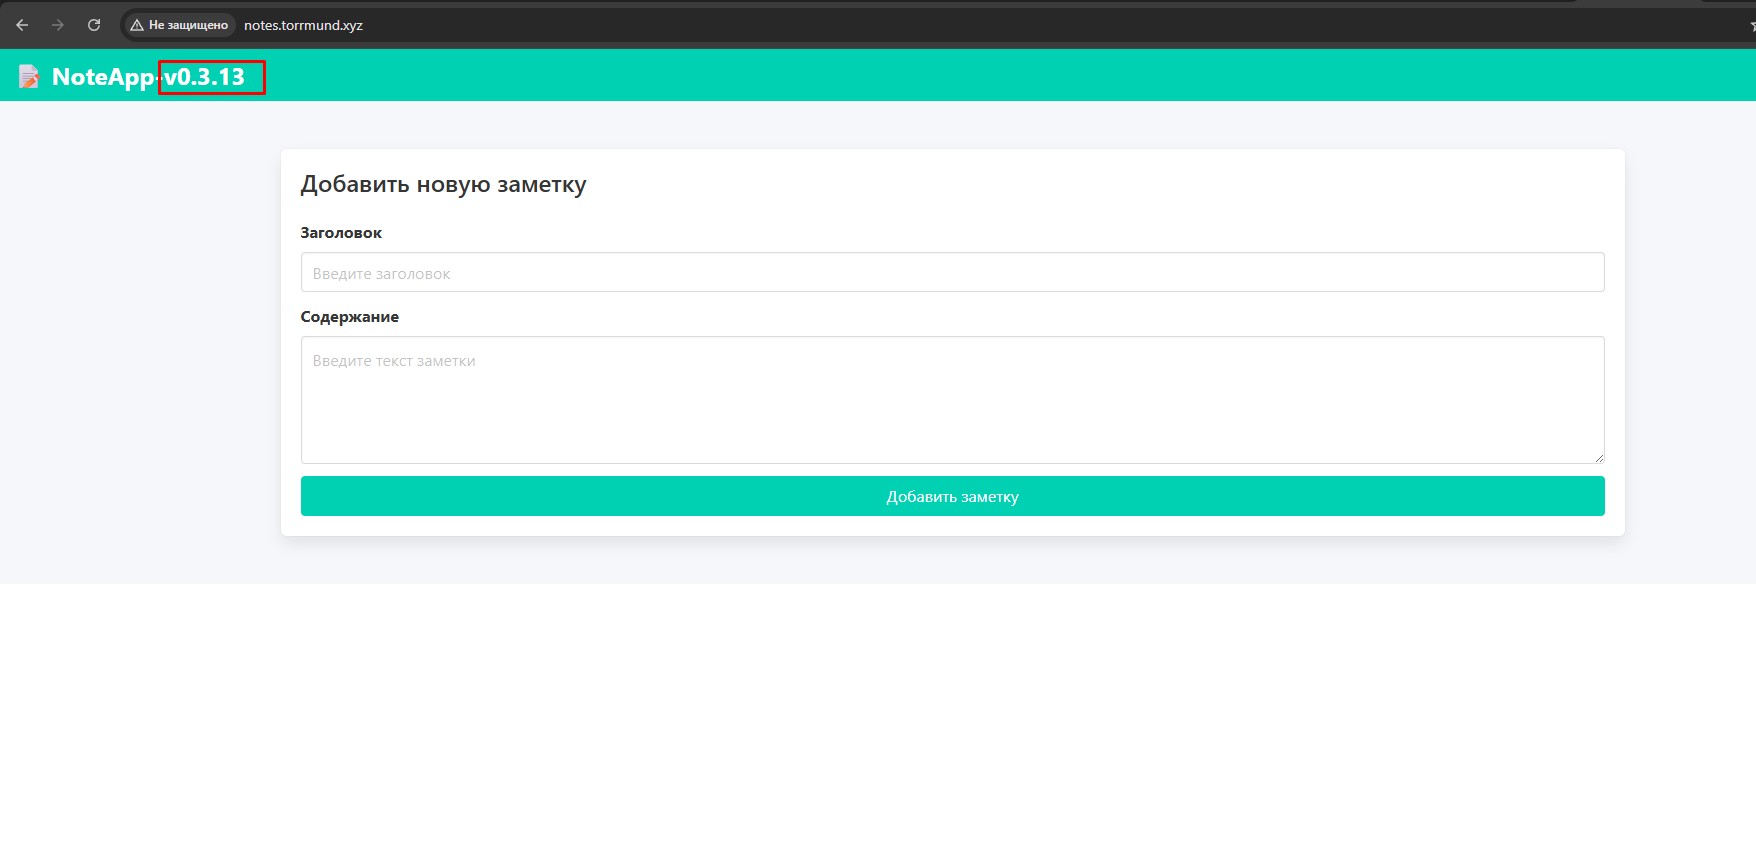 Не защищено notes.torrmund.xyz
NoteApp-v0.3.13
Добавить новую заметку
Заголовок
Введите заголовок
Содержание
Введите текст заметки
Добавить заметку